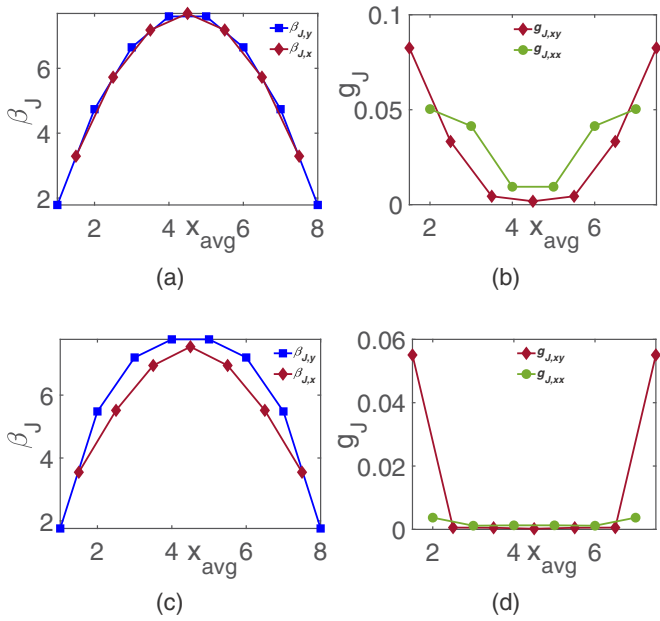 β_J
6
4
2
2
4
6
8
x_avg
β_J,y
β_J,x
(a)
g_J
0.1
0.05
0
2
4
6
x_avg
g_J,xy
g_J,xx
(b)
β_J
6
4
2
2
4
6
8
x_avg
β_J,y
β_J,x
(c)
g_J
0.06
0.04
0.02
0
2
4
6
x_avg
g_J,xy
g_J,xx
(d)